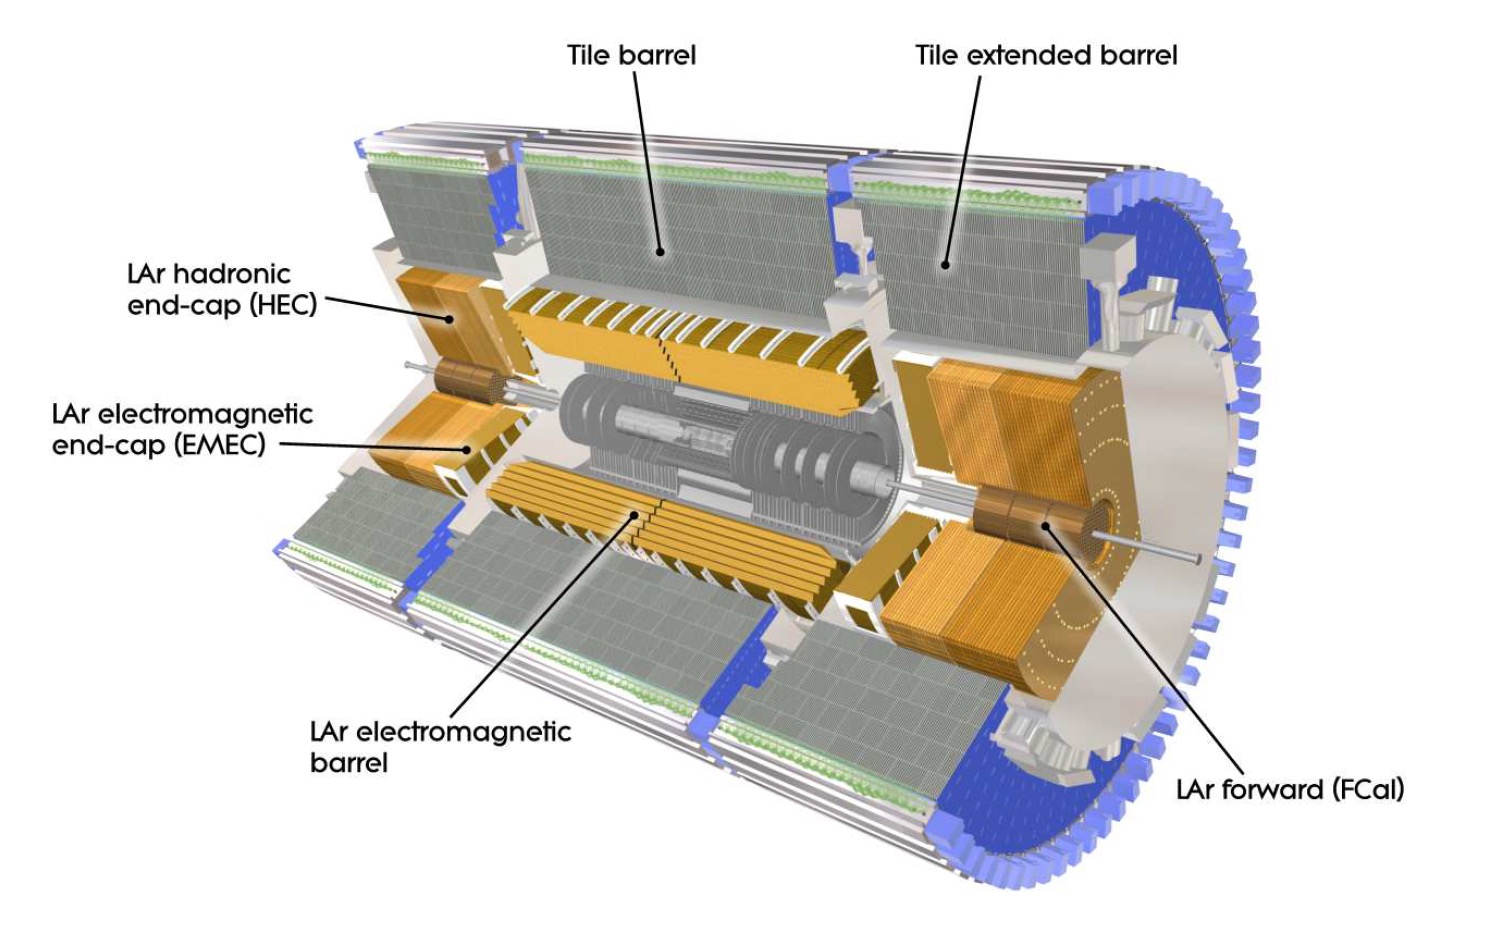 Tile barrel
Tile extended barrel
LAr hadronic
end-cap (HEC)
LAr electromagnetic
end-cap (EMEC)
LAr electromagnetic
barrel
LAr forward (FCal)